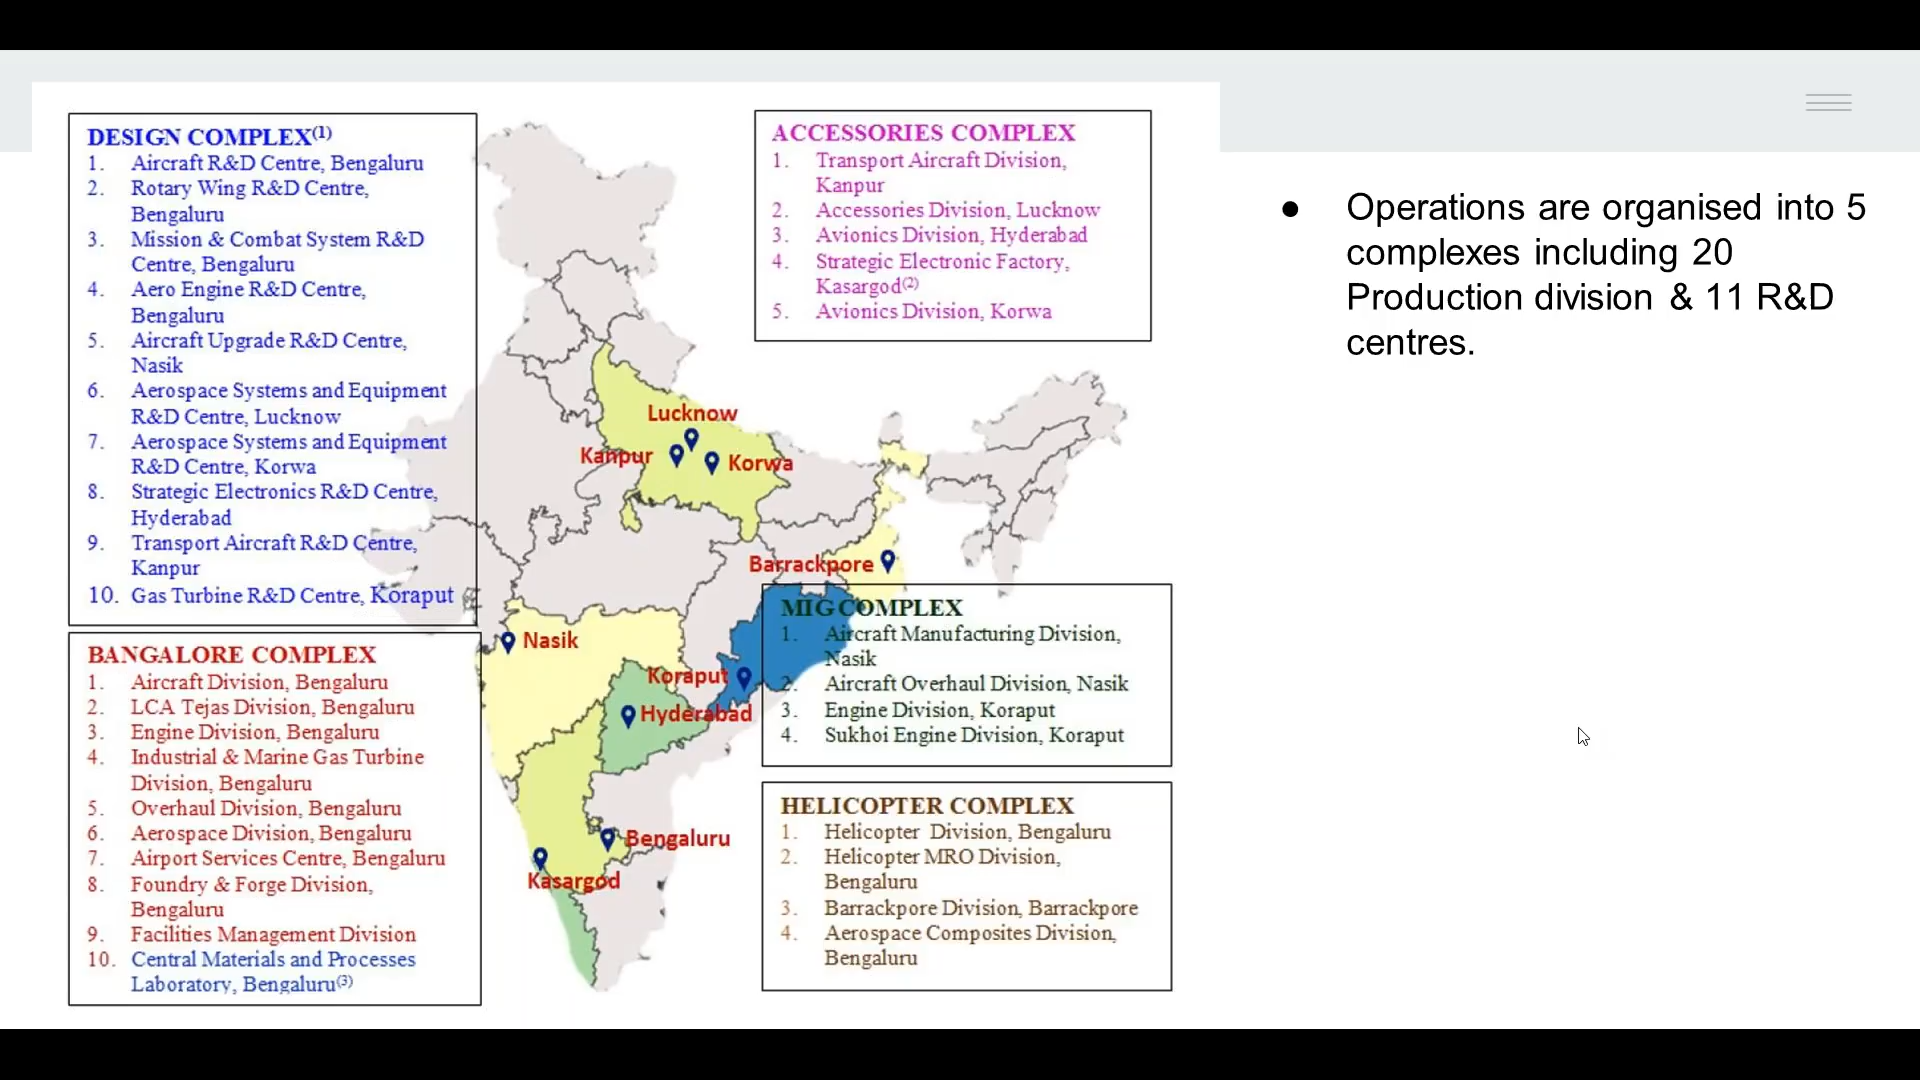 DESIGN COMPLEX(1)
1. Aircraft R&D Centre, Bengaluru
2. Rotary Wing R&D Centre,
Bengaluru
3. Mission & Combat System R&D
Centre, Bengaluru
4. Aero Engine R&D Centre,
Bengaluru
5. Aircraft Upgrade R&D Centre,
Nasik
6. Aerospace Systems and Equipment
R&D Centre, Lucknow
7. Aerospace Systems and Equipment
R&D Centre, Korwa
8. Strategic Electronics R&D Centre,
Hyderabad
9. Transport Aircraft R&D Centre,
Kanpur
10. Gas Turbine R&D Centre, Koraput
BANGALORE COMPLEX
1. Aircraft Division, Bengaluru
2. LCA Tejas Division, Bengaluru
3. Engine Division, Bengaluru
4. Industrial & Marine Gas Turbine
Division, Bengaluru
5. Overhaul Division, Bengaluru
6. Aerospace Division, Bengaluru
7. Airport Services Centre, Bengaluru
8. Foundry & Forge Division,
Bengaluru
9. Facilities Management Division
10. Central Materials and Processes
Laboratory, Bengaluru(3)
Lucknow
Kanpur
Korwa
Barrackpore
Nasik
Koraput
Hyderabad
Bengaluru
Kasargod
ACCESSORIES COMPLEX
1. Transport Aircraft Division,
Kanpur
2. Accessories Division, Lucknow
3. Avionics Division, Hyderabad
4. Strategic Electronic Factory,
Kasargod(2)
5. Avionics Division, Korwa
MIG COMPLEX
1. Aircraft Manufacturing Division,
Nasik
2. Aircraft Overhaul Division, Nasik
3. Engine Division, Koraput
4. Sukhoi Engine Division, Koraput
HELICOPTER COMPLEX
1. Helicopter Division, Bengaluru
2. Helicopter MRO Division,
Bengaluru
3. Barrackpore Division, Barrackpore
4. Aerospace Composites Division,
Bengaluru
● Operations are organised into 5
complexes including 20
Production division & 11 R&D
centres.